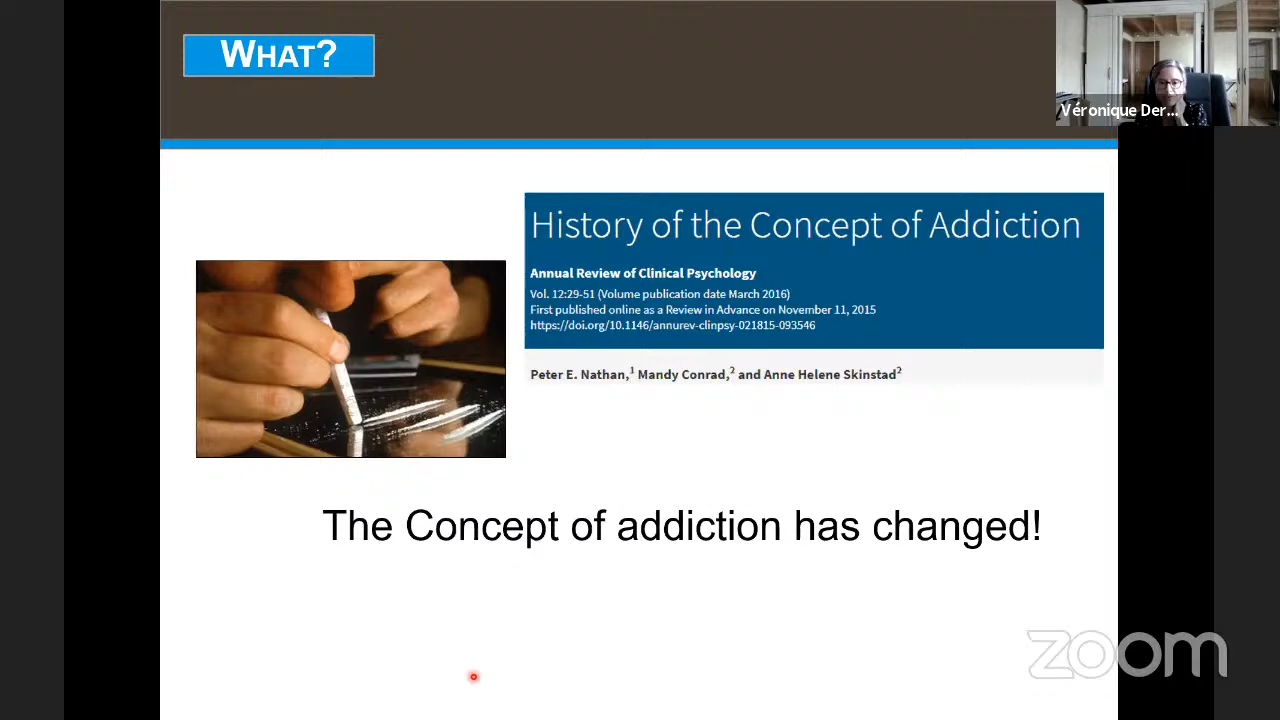 WHAT?
Véronique Der...
History of the Concept of Addiction
Annual Review of Clinical Psychology
Vol. 12:29-51 (Volume publication date March 2016)
First published online as a Review in Advance on November 11, 2015
https://doi.org/10.1146/annurev-clinpsy-021815-093546
Peter E. Nathan,¹ Mandy Conrad,² and Anne Helene Skinstad²
The Concept of addiction has changed!
zoom